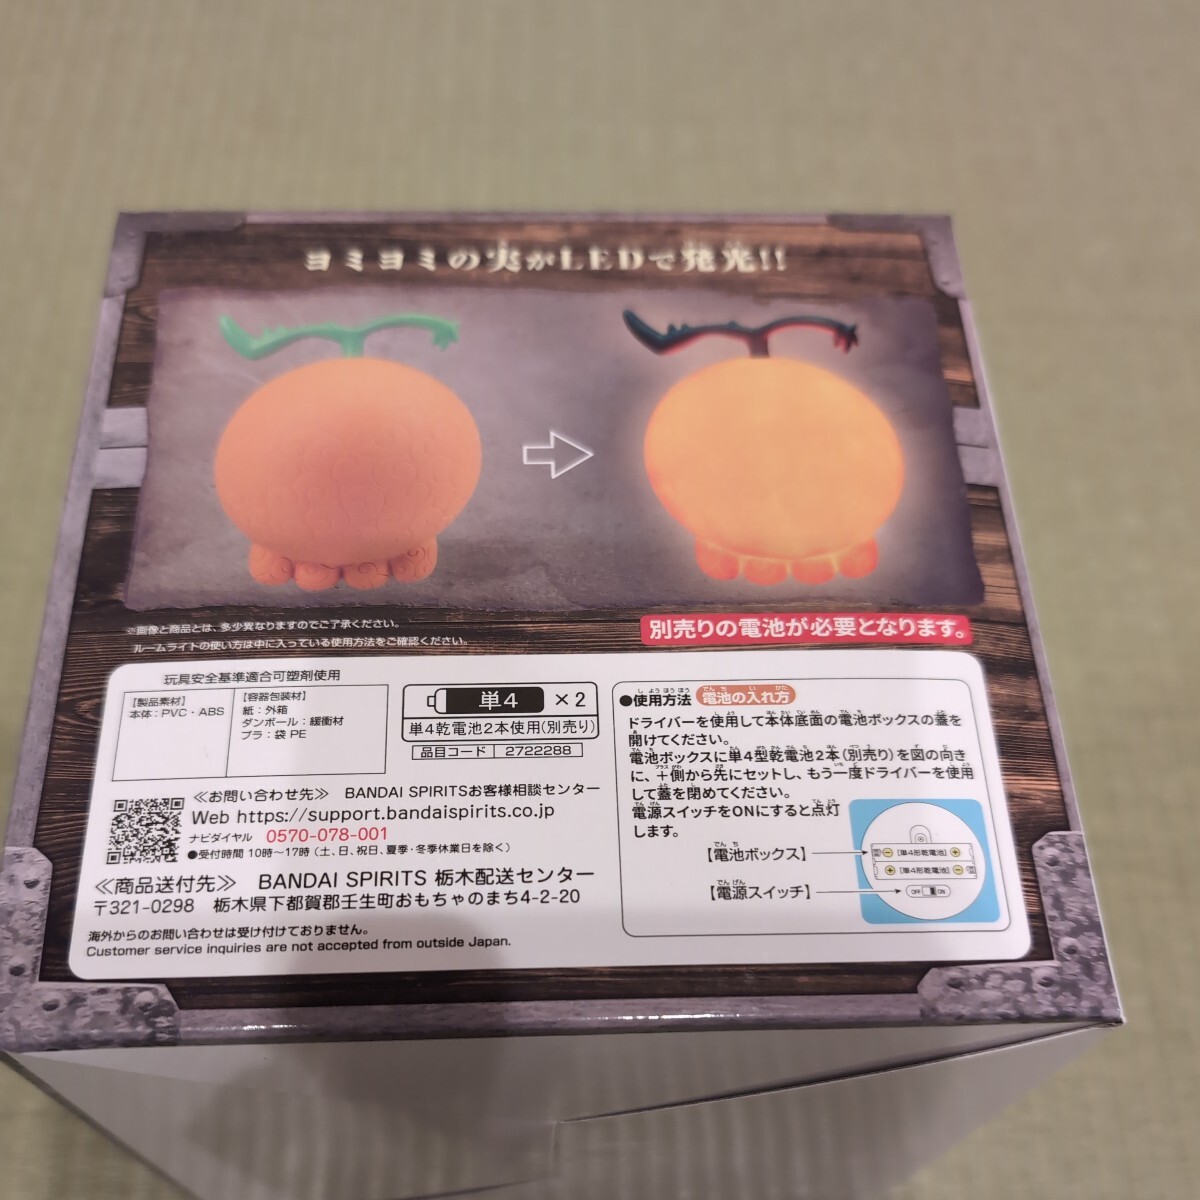 ヨミヨミの実がLEDで発光!!
※画像と商品とは、多少異なりますのでご了承ください。
ルームライトの使い方は中に入っている使用方法をご確認ください。
別売りの電池が必要となります。
玩具安全基準適合可塑剤使用
【製品素材】
本体：PVC・ABS
【容器包装材】
紙：外箱
ダンボール：緩衝材
プラ：袋 PE
単4 ×2
単4乾電池2本使用(別売り)
品目コード 2722288
≪お問い合わせ先≫ BANDAI SPIRITSお客様相談センター
Web https://support.bandaispirits.co.jp
ナビダイヤル 0570-078-001
●受付時間 10時〜17時 (土、日、祝日、夏季・冬季休業日を除く)
≪商品送付先≫ BANDAI SPIRITS 栃木配送センター
〒321-0298 栃木県下都賀郡壬生町おもちゃのまち4-2-20
海外からのお問い合わせは受け付けておりません。
Customer service inquiries are not accepted from outside Japan.
●使用方法 電池の入れ方
ドライバーを使用して本体底面の電池ボックスの蓋を
開けてください。
電池ボックスに単4型乾電池2本(別売り)を図の向き
に、＋側から先にセットし、もう一度ドライバーを使用
して蓋を閉めてください。
電源スイッチをONにすると点灯
します。
【電池ボックス】
【電源スイッチ】
[単4形乾電池]
[単4形乾電池]
OFF ON